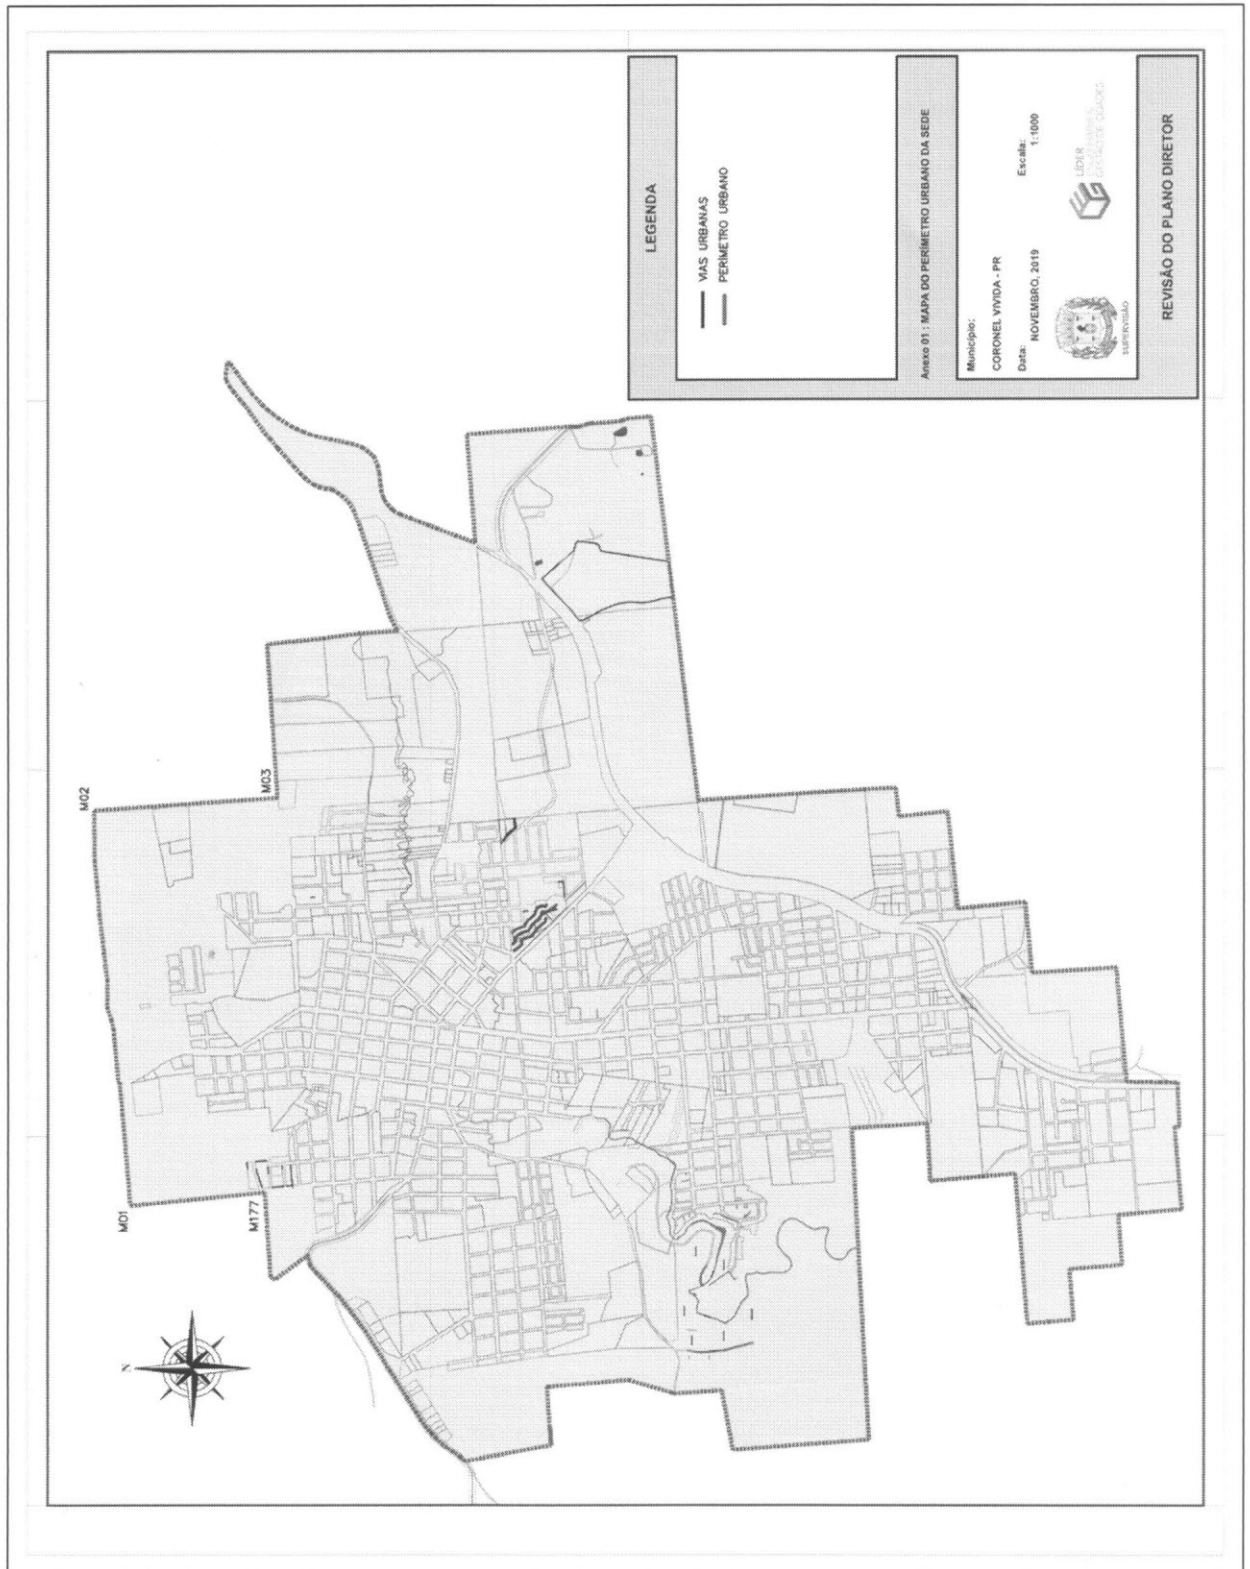 N
M01
M02
M03
M177
LEGENDA
VIAS URBANAS
PERÍMETRO URBANO
Anexo 01 : MAPA DO PERÍMETRO URBANO DA SEDE
Município:
CORONEL VIVIDA - PR
Data: NOVEMBRO, 2019
Escala: 1:1000
SUPERVISÃO
LÍDER
REVISÃO DO PLANO DIRETOR